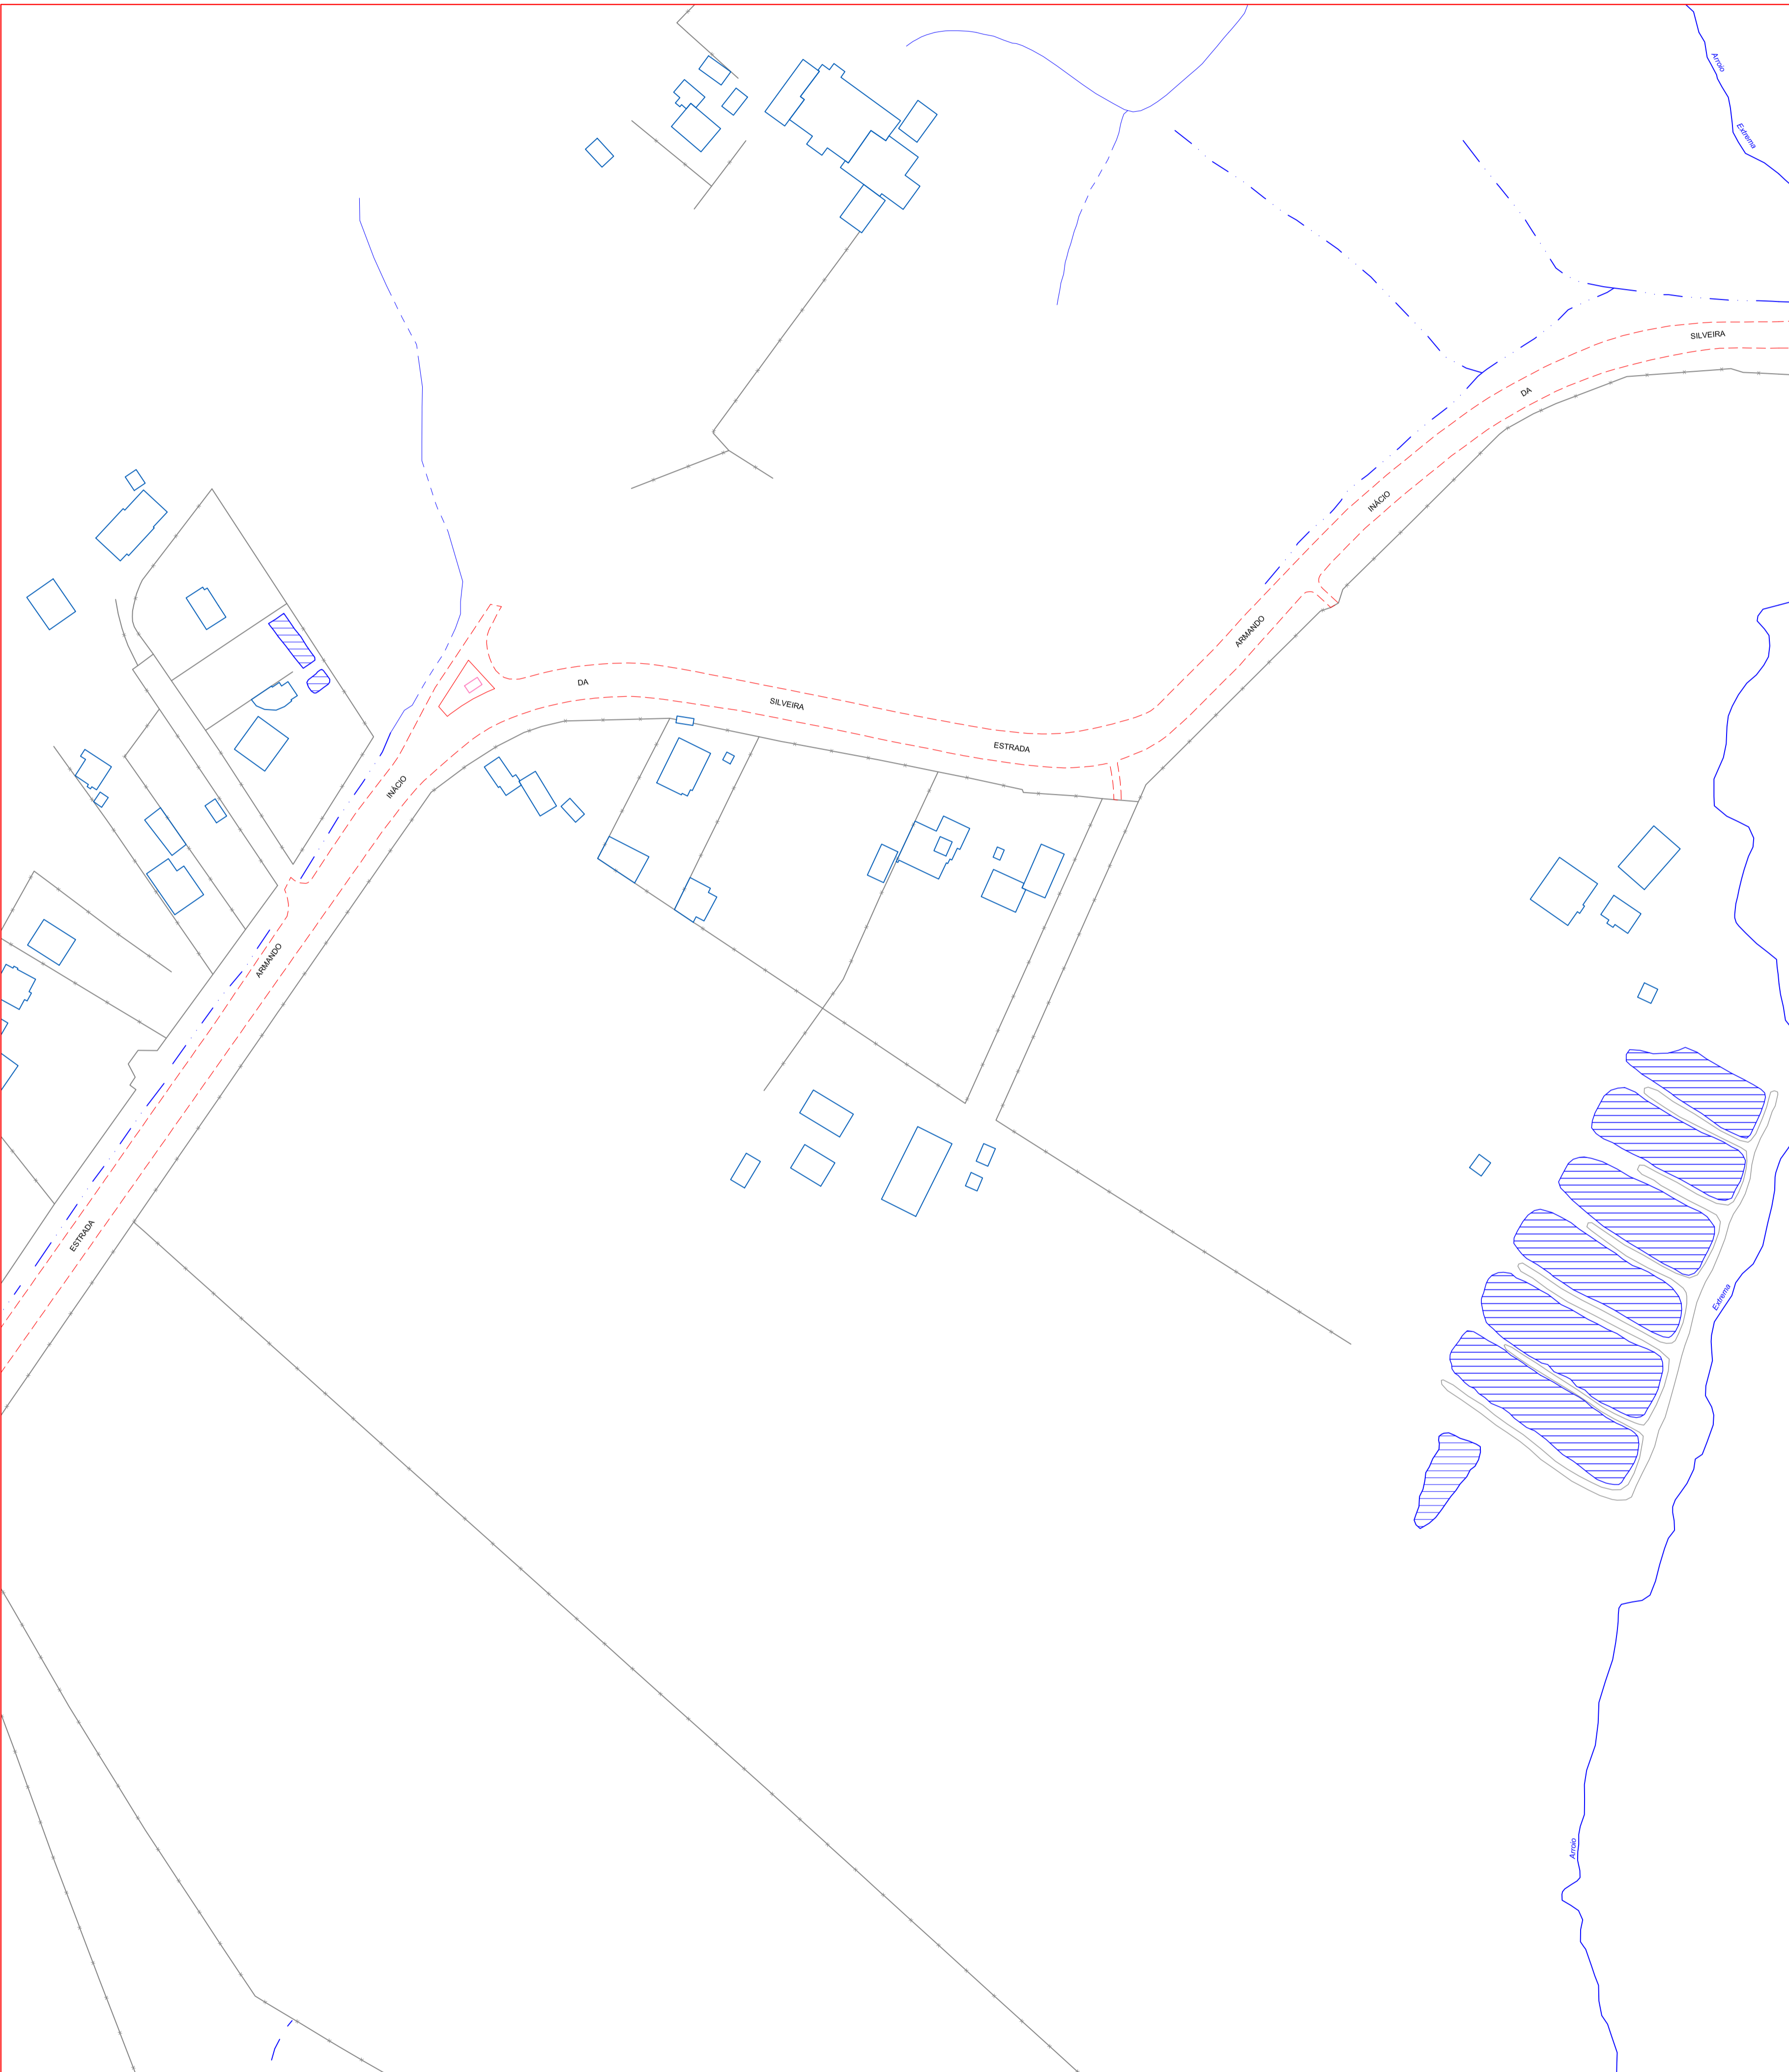 Arroio
Extrema
SILVEIRA
DA
INÁCIO
ARMANDO
DA
SILVEIRA
ESTRADA
INÁCIO
ARMANDO
ESTRADA
Extrema
Arroio